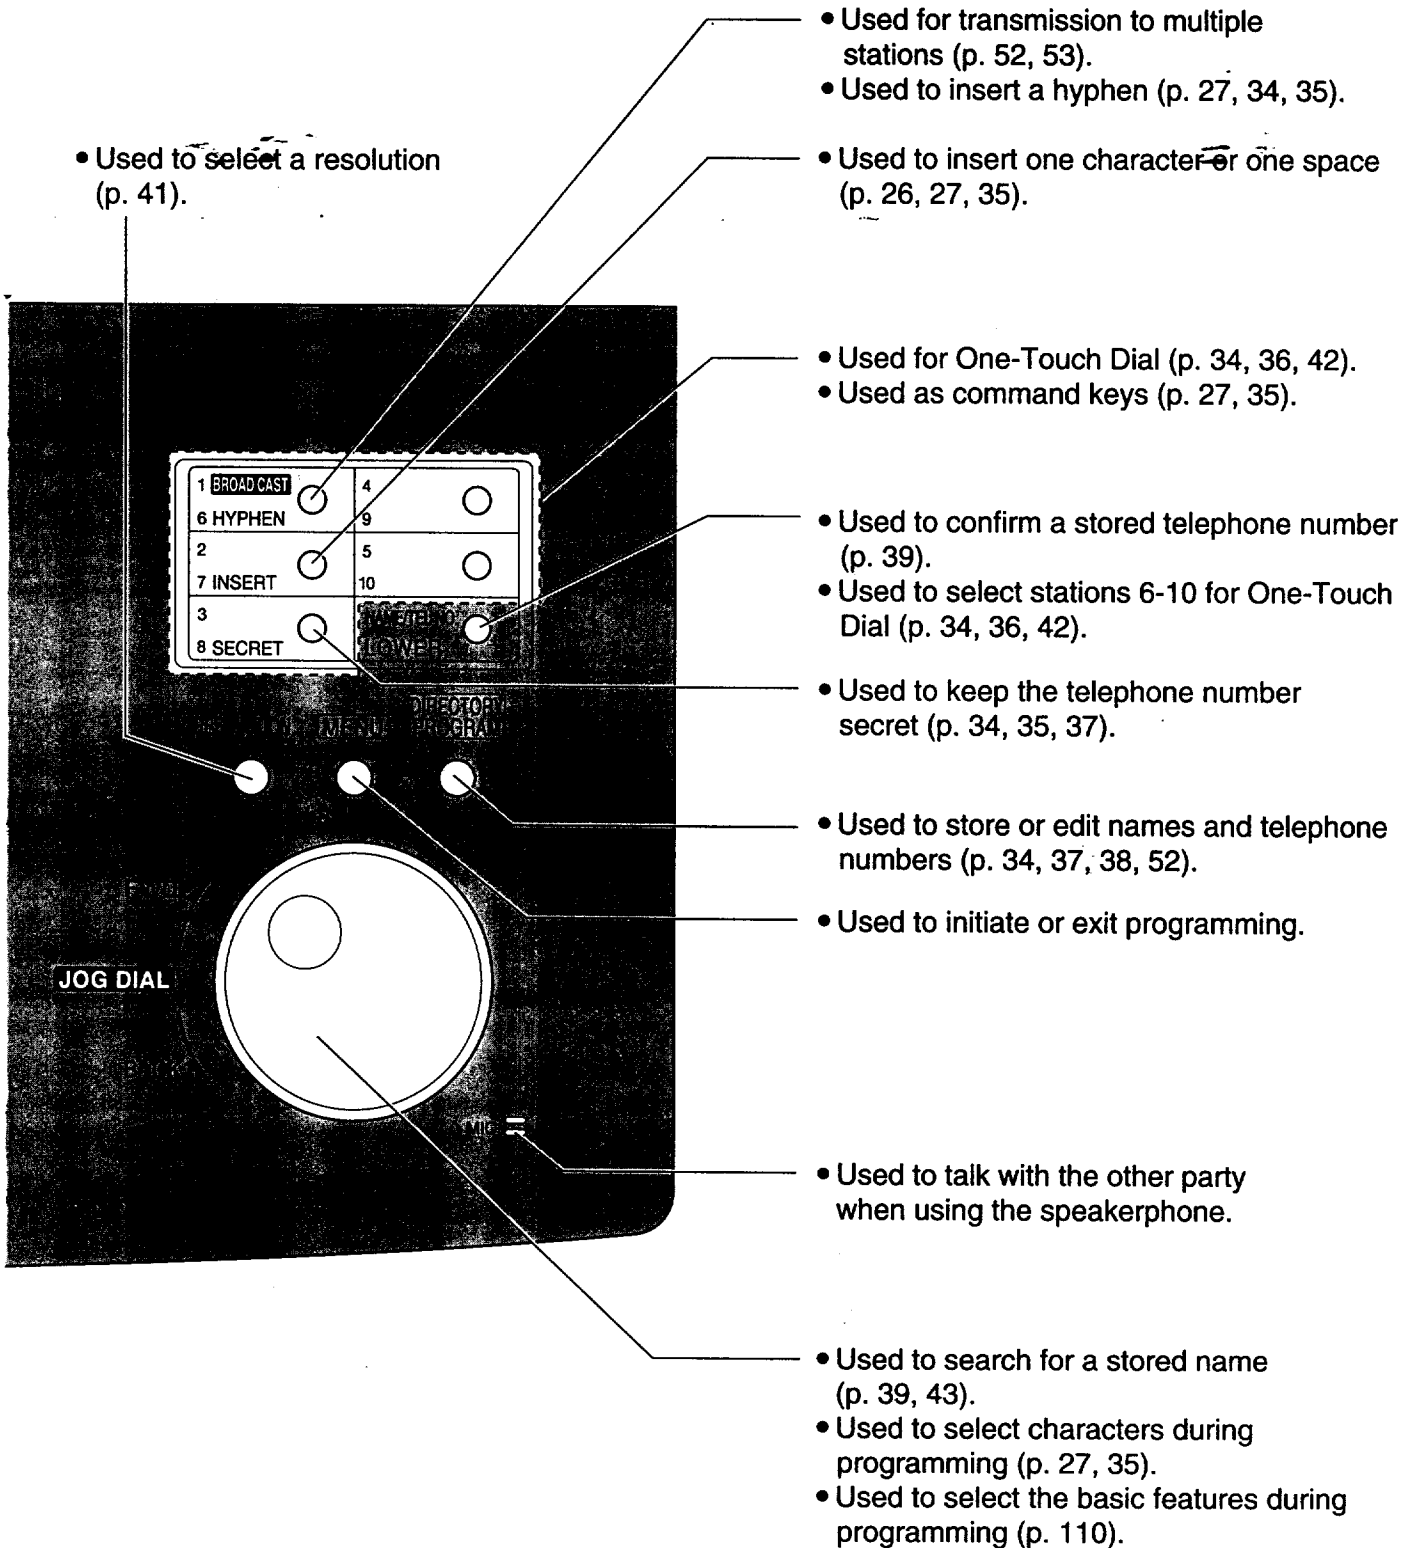 • Used for transmission to multiple
stations (p. 52, 53).
• Used to insert a hyphen (p. 27, 34, 35).
• Used to select a resolution
(p. 41).
• Used to insert one character or one space
(p. 26, 27, 35).
• Used for One-Touch Dial (p. 34, 36, 42).
• Used as command keys (p. 27, 35).
1 BROAD CAST
6 HYPHEN
4
9
2
7 INSERT
5
10
3
8 SECRET
NAME/TEL NO.
LOWER
• Used to confirm a stored telephone number
(p. 39).
• Used to select stations 6-10 for One-Touch
Dial (p. 34, 36, 42).
• Used to keep the telephone number
secret (p. 34, 35, 37).
MENU
DIRECTORY
PROGRAM
• Used to store or edit names and telephone
numbers (p. 34, 37, 38, 52).
• Used to initiate or exit programming.
JOG DIAL
MIC
• Used to talk with the other party
when using the speakerphone.
• Used to search for a stored name
(p. 39, 43).
• Used to select characters during
programming (p. 27, 35).
• Used to select the basic features during
programming (p. 110).